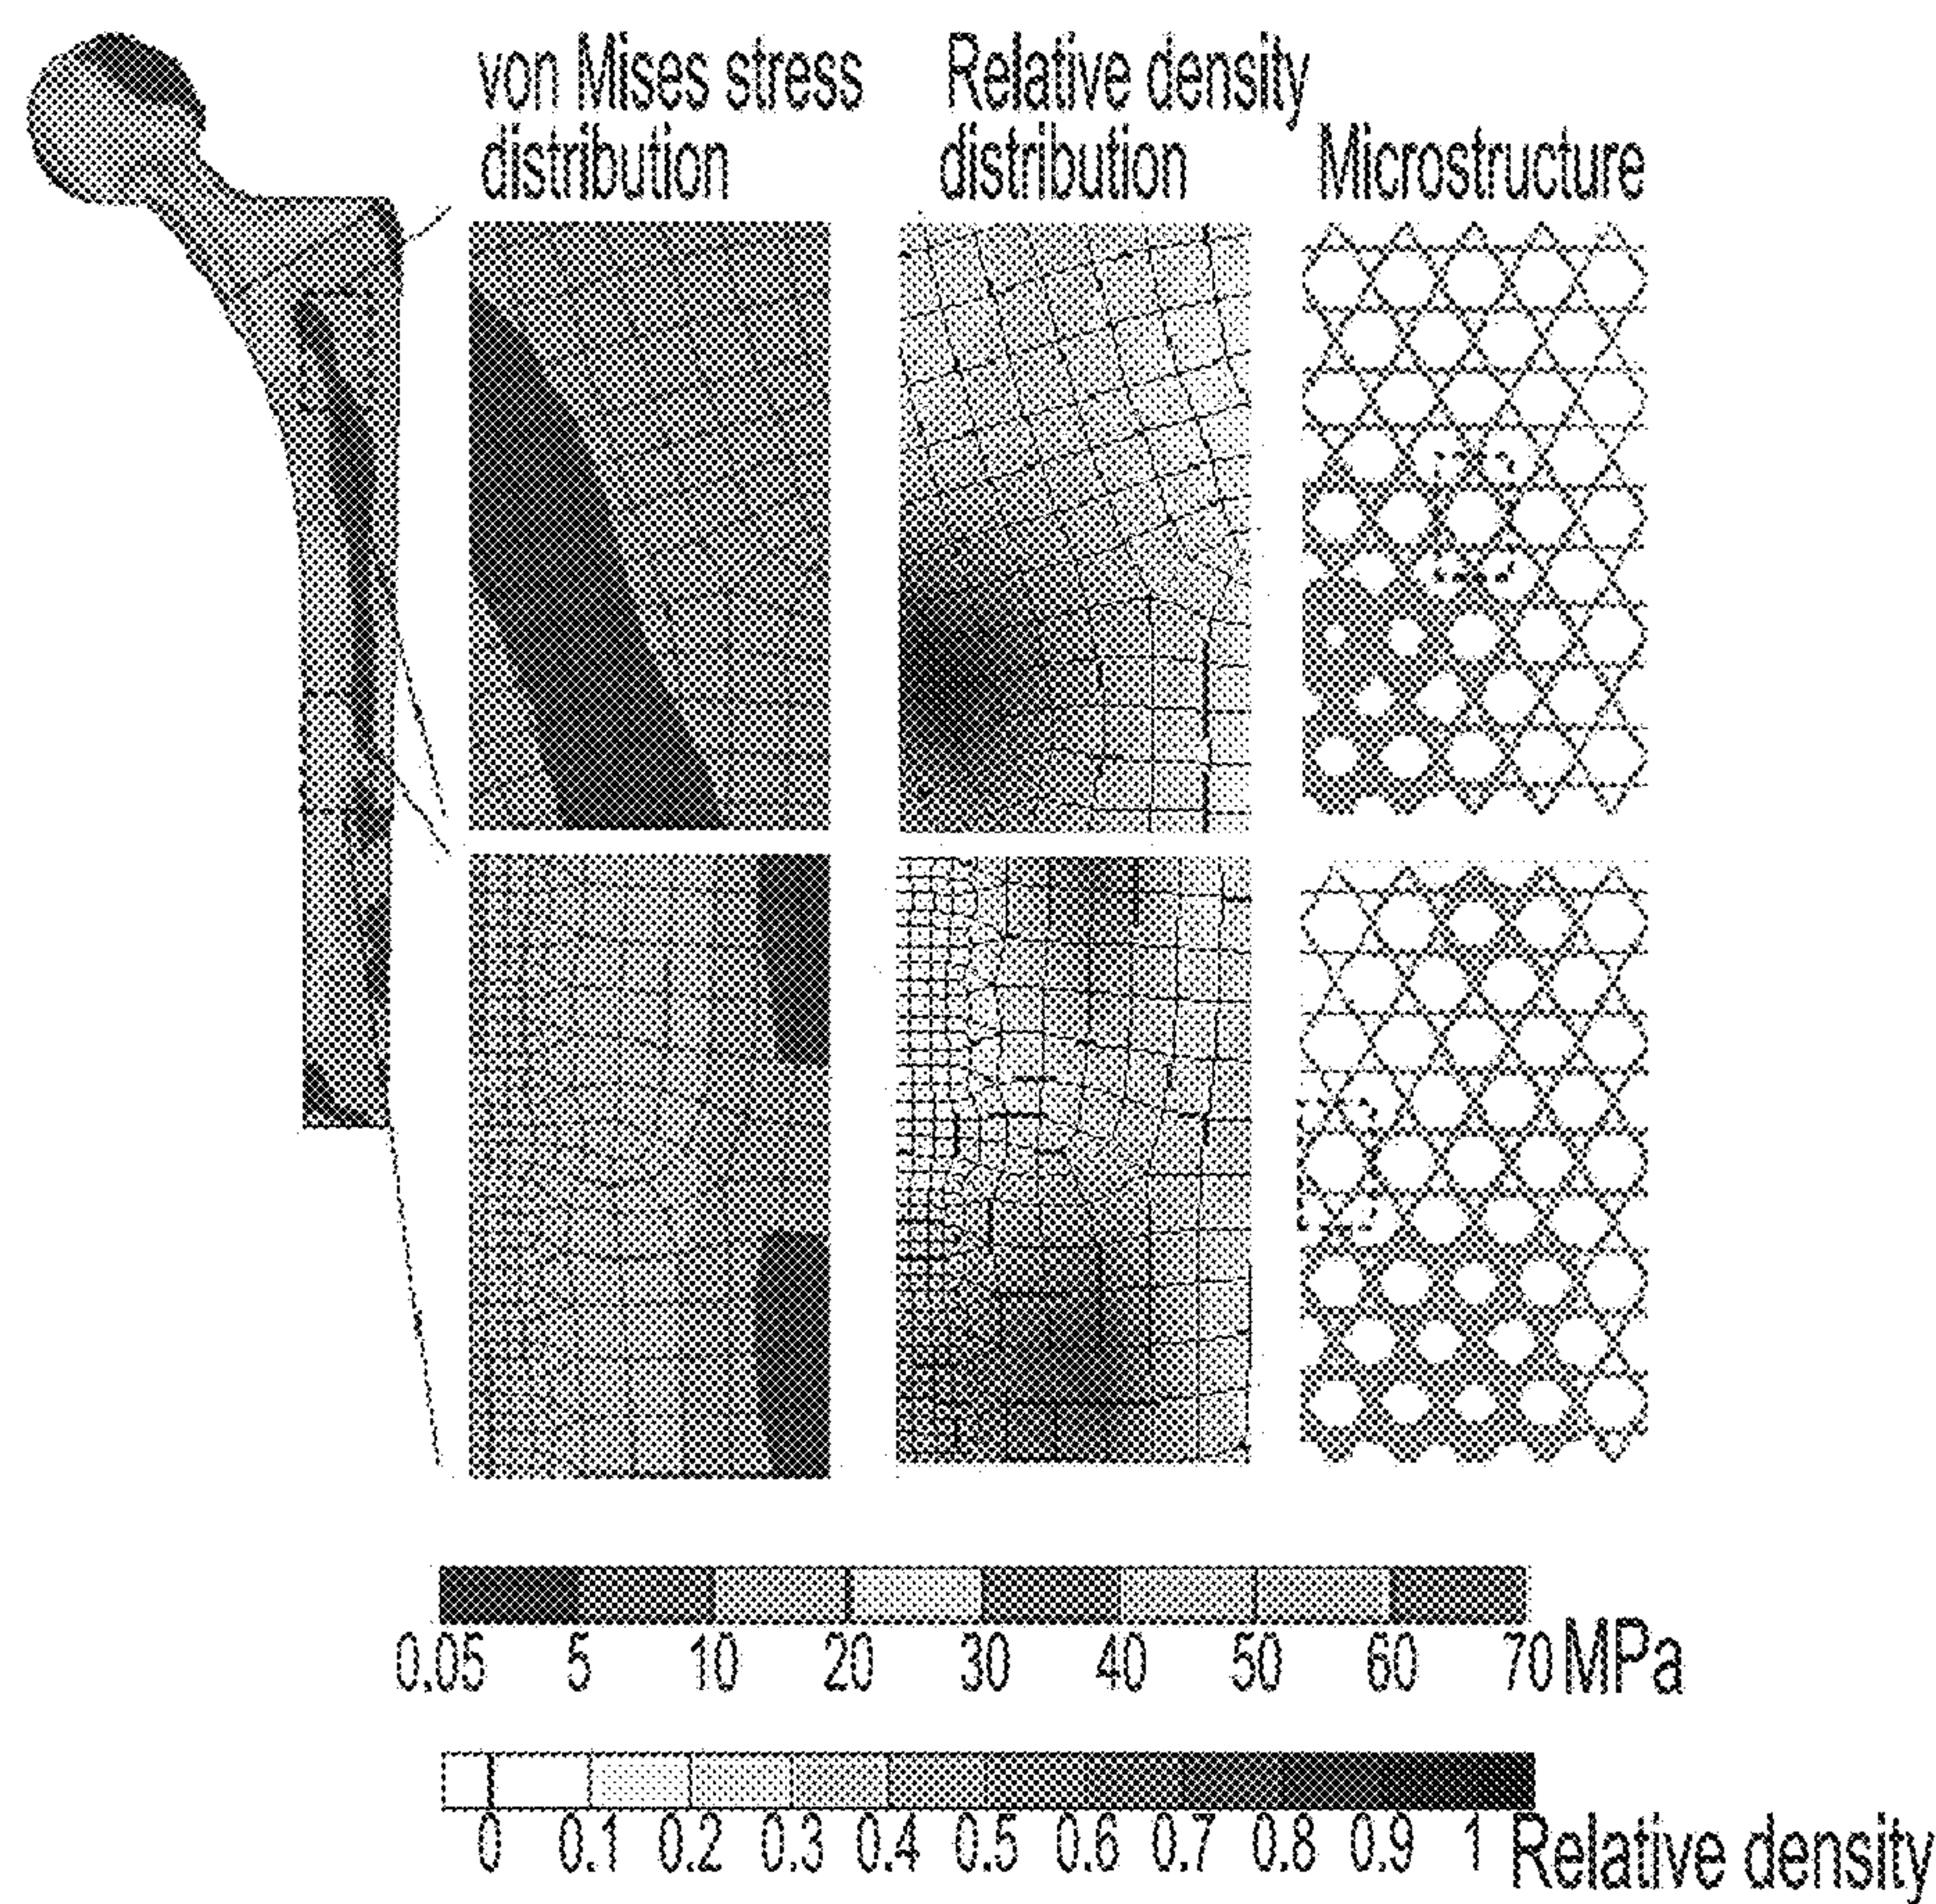 von Mises stress
distribution
Relative density
distribution
Microstructure
0.05 5 10 20 30 40 50 60 70 MPa
0 0.1 0.2 0.3 0.4 0.5 0.6 0.7 0.8 0.9 1 Relative density